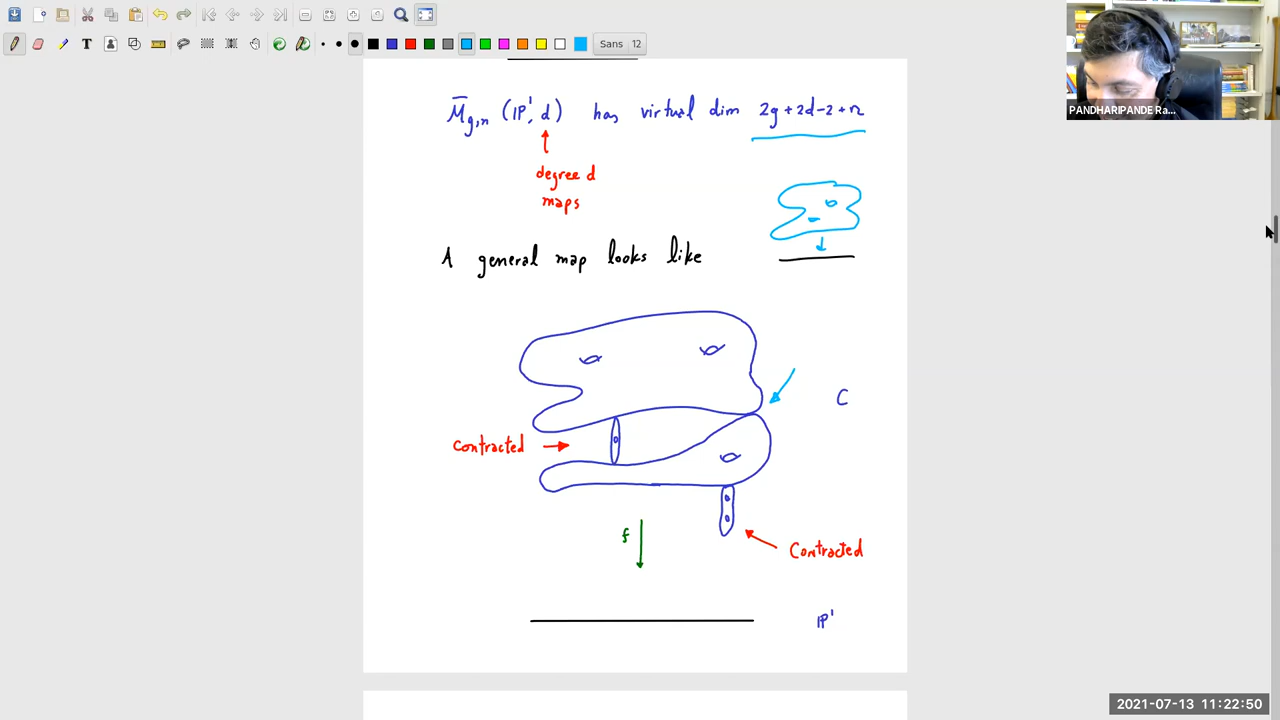 Sans 12
PANDHARIPANDE Ra...
M̄g,n (ℙ¹, d) has virtual dim 2g+2d-2+n
degree d
maps
A general map looks like
C
Contracted
f
Contracted
ℙ¹
2021-07-13 11:22:50